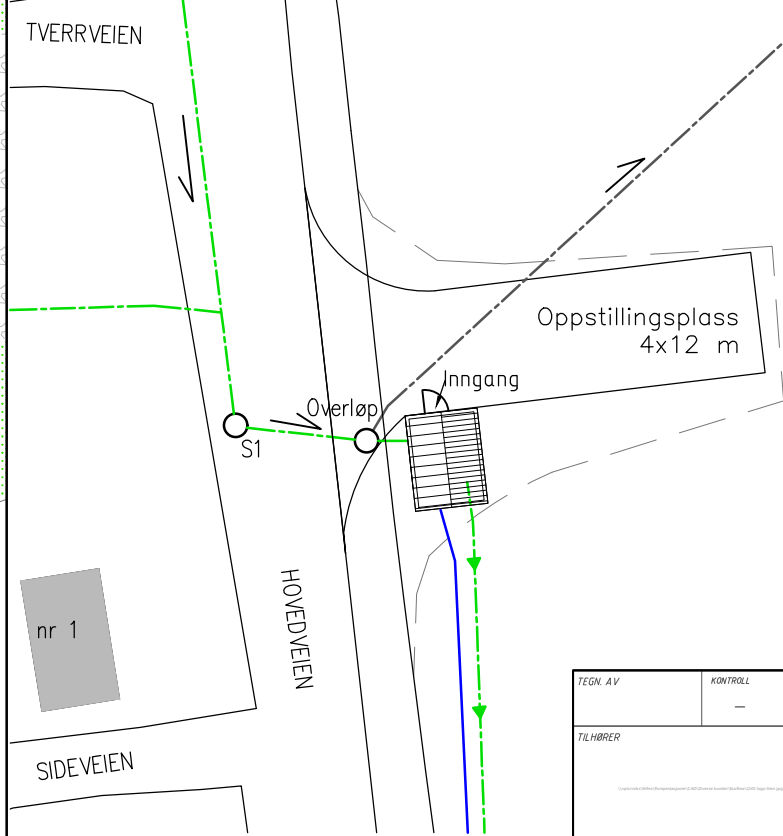 TVERRVEIEN
Oppstillingsplass
4x12 m
Inngang
Overløp
S1
HOVEDVEIEN
nr 1
SIDEVEIEN
TEGN. AV
KONTROLL
—
TILHØRER